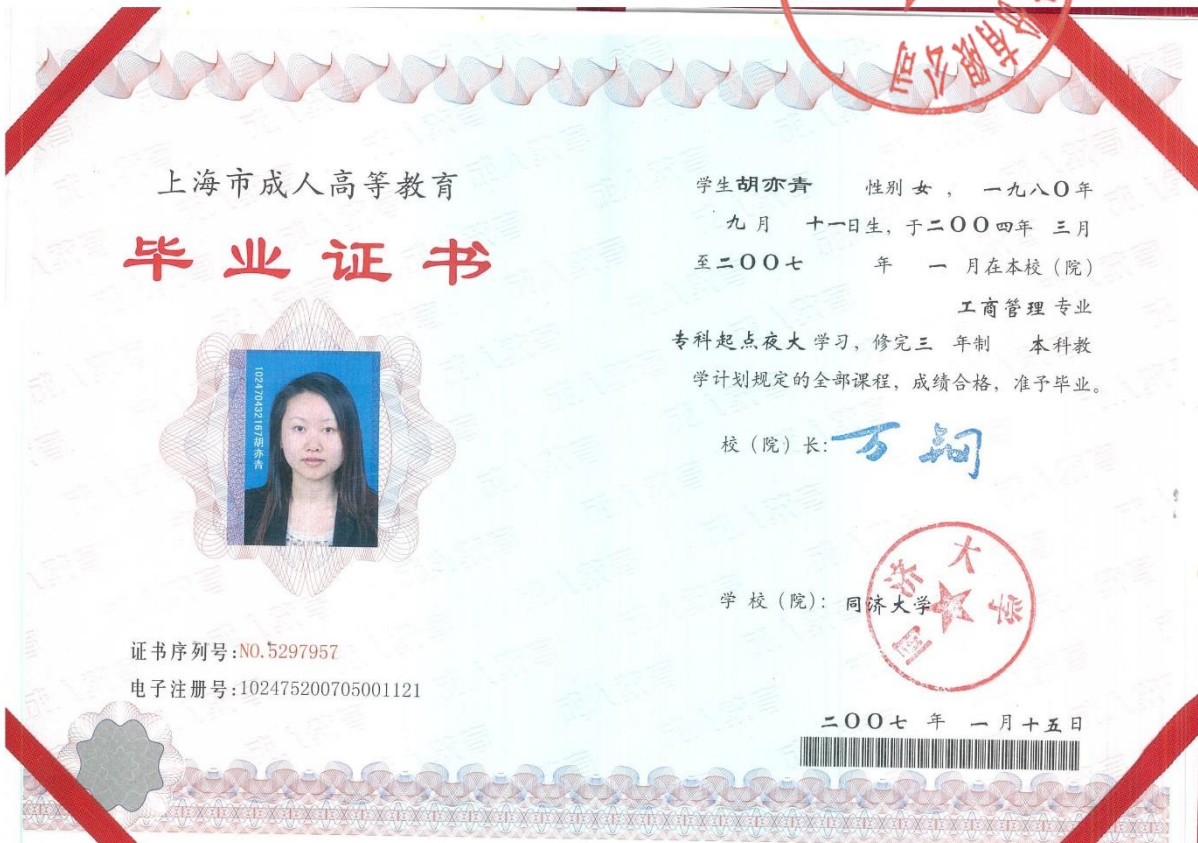 有限公司
上海市成人高等教育
毕业证书
102470432167胡亦青
证书序列号:NO.5297957
电子注册号:102475200705001121
学生胡亦青 性别 女 ， 一九八〇年
九月 十一日生，于二〇〇四年 三月
至二〇〇七 年 一 月在本校（院）
工商管理 专业
专科起点夜大 学习，修完三 年制 本科教
学计划规定的全部课程，成绩合格，准予毕业。
校（院）长: 万钢
学 校（院）: 同济大学
同济大学
二〇〇七 年 一月十五日